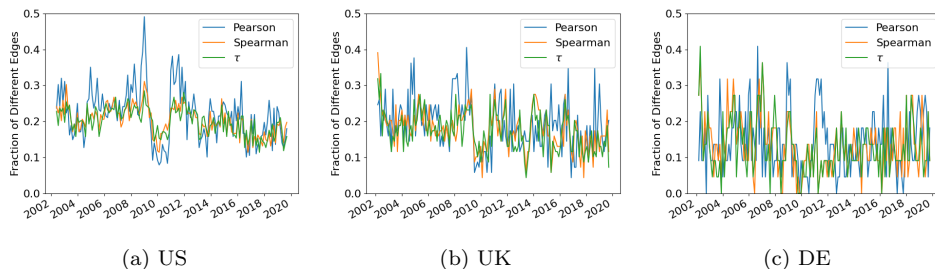 Fraction of Different Edges
0.5
0.4
0.3
0.2
0.1
0.0
Pearson
Spearman
τ
2002 2004 2006 2008 2010 2012 2014 2016 2018 2020
(a) US
Fraction of Different Edges
0.5
0.4
0.3
0.2
0.1
0.0
Pearson
Spearman
τ
2002 2004 2006 2008 2010 2012 2014 2016 2018 2020
(b) UK
Fraction of Different Edges
0.5
0.4
0.3
0.2
0.1
0.0
Pearson
Spearman
τ
2002 2004 2006 2008 2010 2012 2014 2016 2018 2020
(c) DE